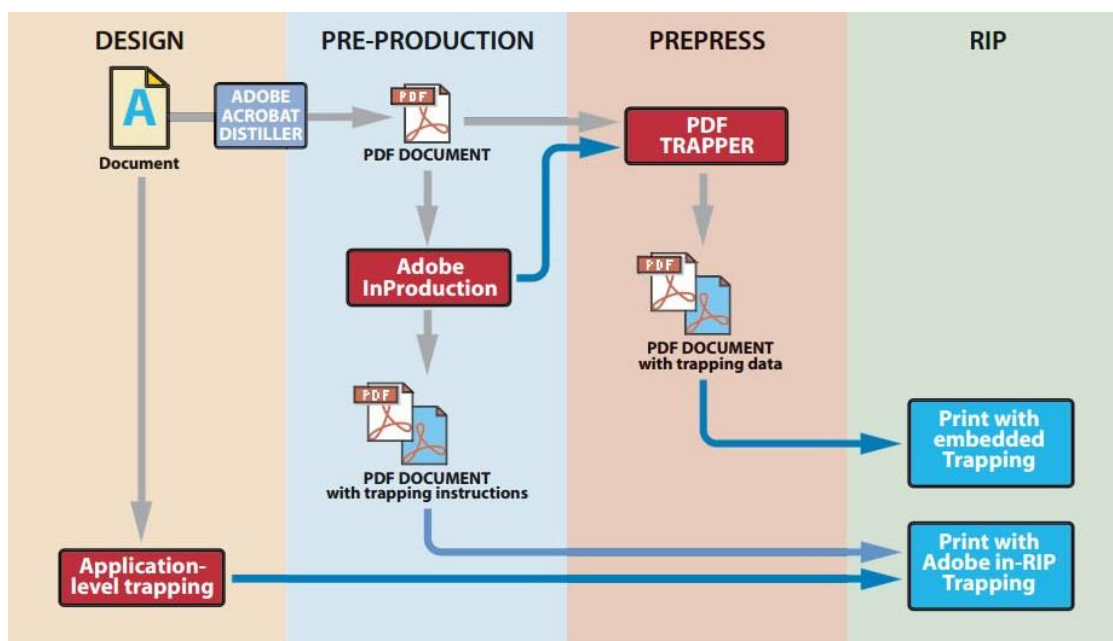 DESIGN
PRE-PRODUCTION
PREPRESS
RIP
A
Document
ADOBE
ACROBAT
DISTILLER
PDF
PDF DOCUMENT
PDF
TRAPPER
Adobe
InProduction
PDF
PDF DOCUMENT
with trapping data
PDF
PDF DOCUMENT
with trapping instructions
Print with
embedded
Trapping
Application-
level trapping
Print with
Adobe in-RIP
Trapping